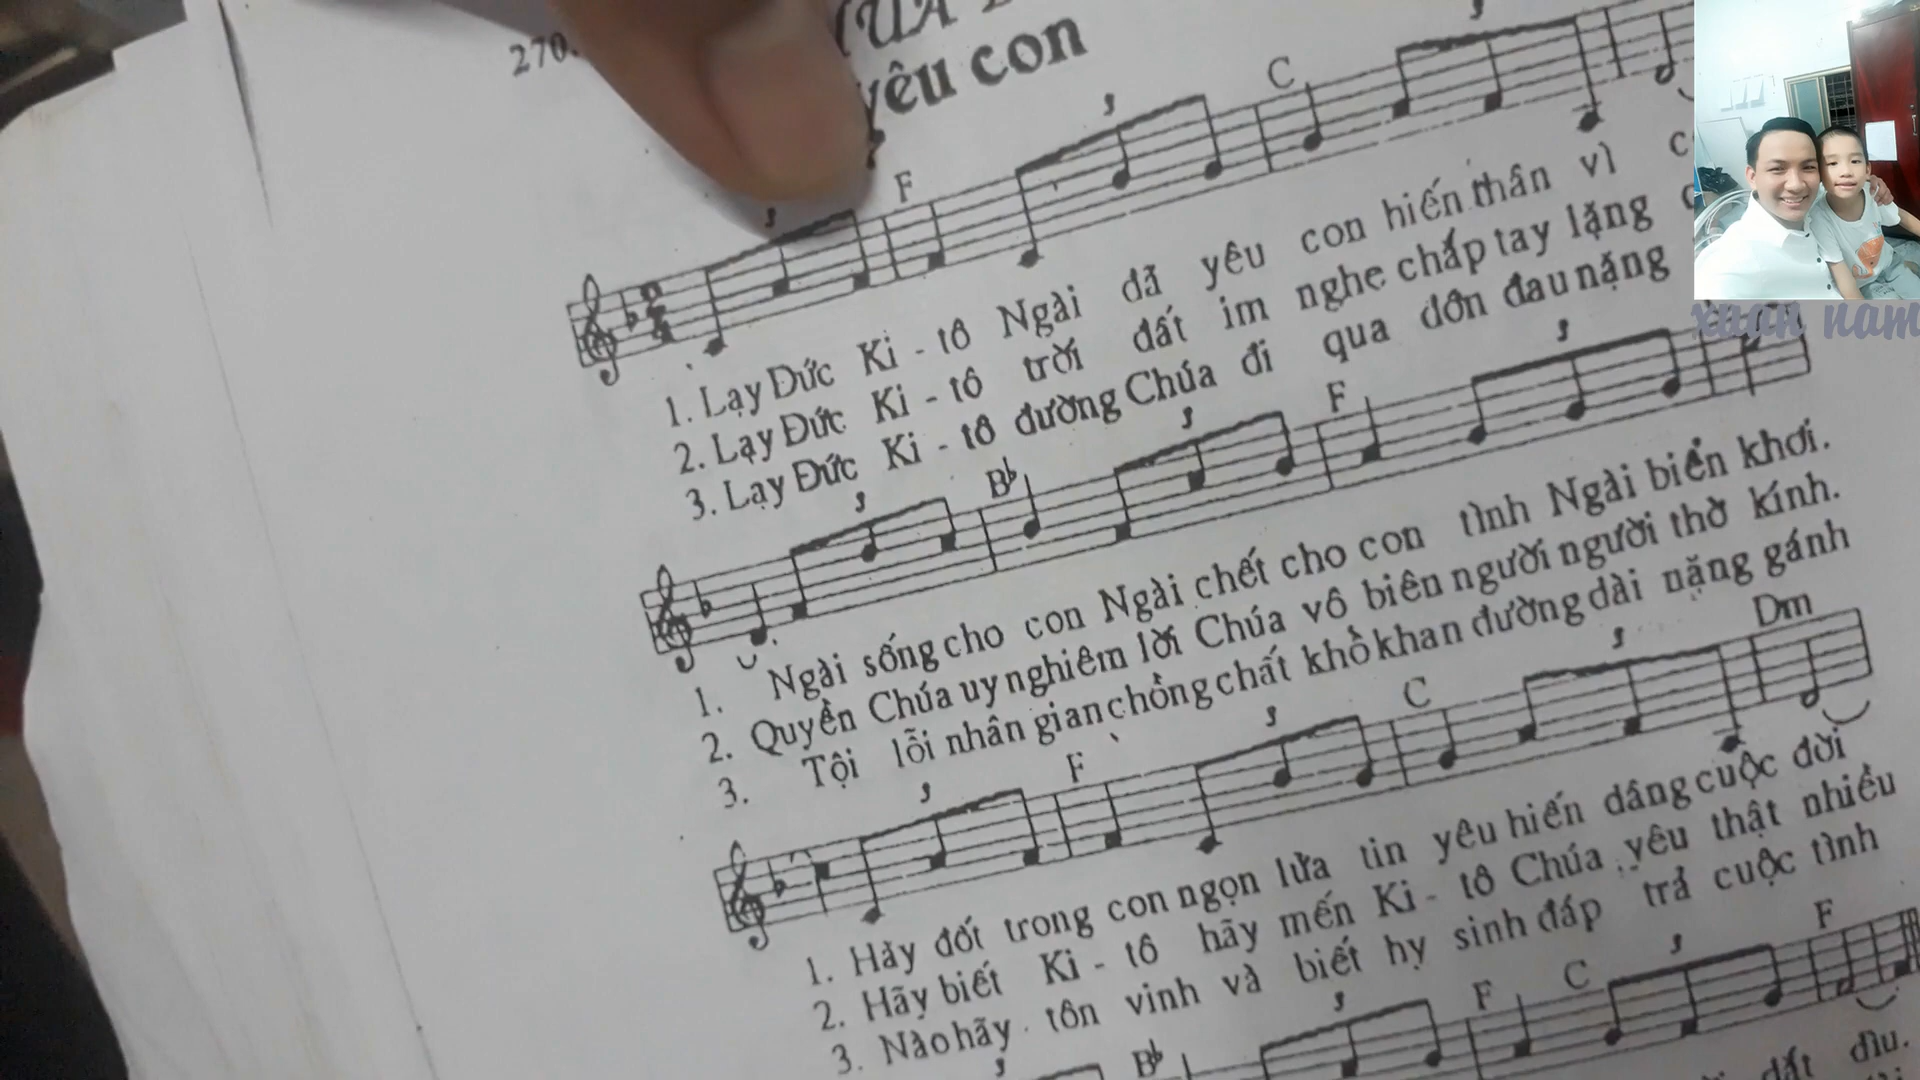 270.
yêu con
F C
1. Lạy Đức Ki - tô Ngài đã yêu con hiến thân vì
2. Lạy Đức Ki - tô trời đất im nghe chắp tay lặng
3. Lạy Đức Ki - tô đường Chúa đi qua đớn đau nặng
xuân nam
Bb F
1. Ngài sống cho con Ngài chết cho con tình Ngài biển khơi.
2. Quyền Chúa uy nghiêm lời Chúa vô biên người người thờ kính.
3. Tội lỗi nhân gian chồng chất khô khan đường dài nặng gánh
F C Dm
1. Hãy đốt trong con ngọn lửa tin yêu hiến dâng cuộc đời
2. Hãy biết Ki - tô hãy mến Ki - tô Chúa yêu thật nhiều
3. Nào hãy tôn vinh và biết hy sinh đáp trả cuộc tình
Bb F C F
dắt dìu.